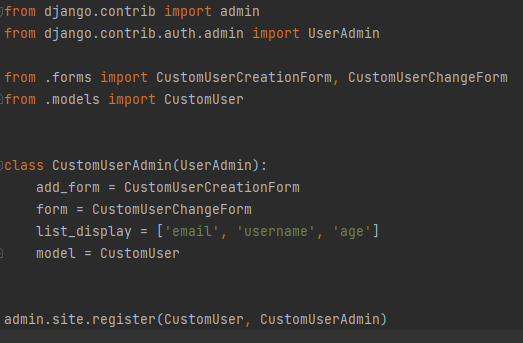 from django.contrib import admin
from django.contrib.auth.admin import UserAdmin
from .forms import CustomUserCreationForm, CustomUserChangeForm
from .models import CustomUser
class CustomUserAdmin(UserAdmin):
    add_form = CustomUserCreationForm
    form = CustomUserChangeForm
    list_display = ['email', 'username', 'age']
    model = CustomUser
admin.site.register(CustomUser, CustomUserAdmin)